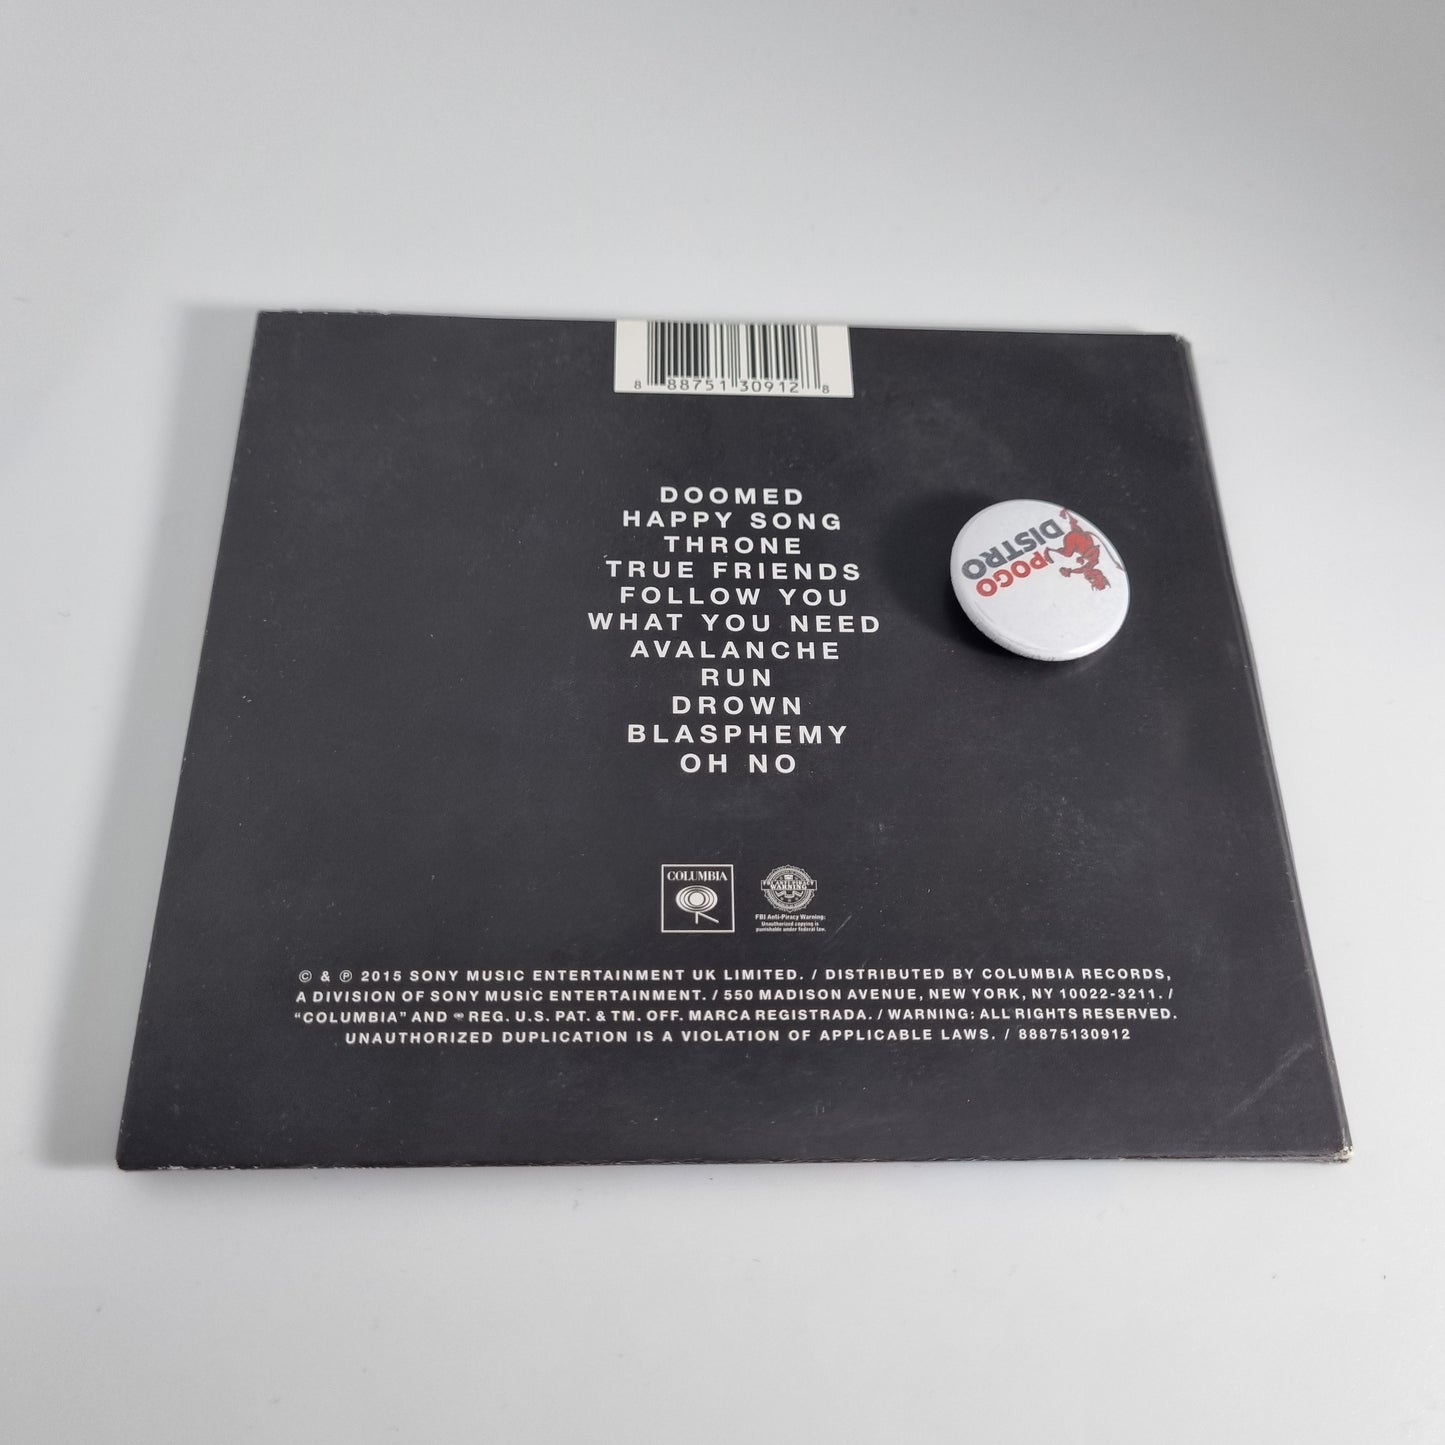 8 88751 30912 8
DOOMED
HAPPY SONG
THRONE
TRUE FRIENDS
FOLLOW YOU
WHAT YOU NEED
AVALANCHE
RUN
DROWN
BLASPHEMY
OH NO
POGO
DISTRO
COLUMBIA
FBI ANTI-PIRACY
WARNING
FBI Anti-Piracy Warning:
Unauthorized copying is
punishable under federal law.
© & ℗ 2015 SONY MUSIC ENTERTAINMENT UK LIMITED. / DISTRIBUTED BY COLUMBIA RECORDS,
A DIVISION OF SONY MUSIC ENTERTAINMENT. / 550 MADISON AVENUE, NEW YORK, NY 10022-3211. /
“COLUMBIA” AND REG. U.S. PAT. & TM. OFF. MARCA REGISTRADA. / WARNING: ALL RIGHTS RESERVED.
UNAUTHORIZED DUPLICATION IS A VIOLATION OF APPLICABLE LAWS. / 88875130912